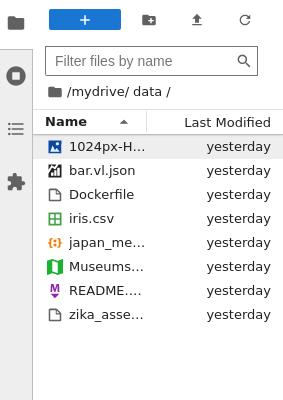 Filter files by name
/mydrive/ data /
Name Last Modified
1024px-H... yesterday
bar.vl.json yesterday
Dockerfile yesterday
iris.csv yesterday
japan_me... yesterday
Museums... yesterday
README.... yesterday
zika_asse... yesterday